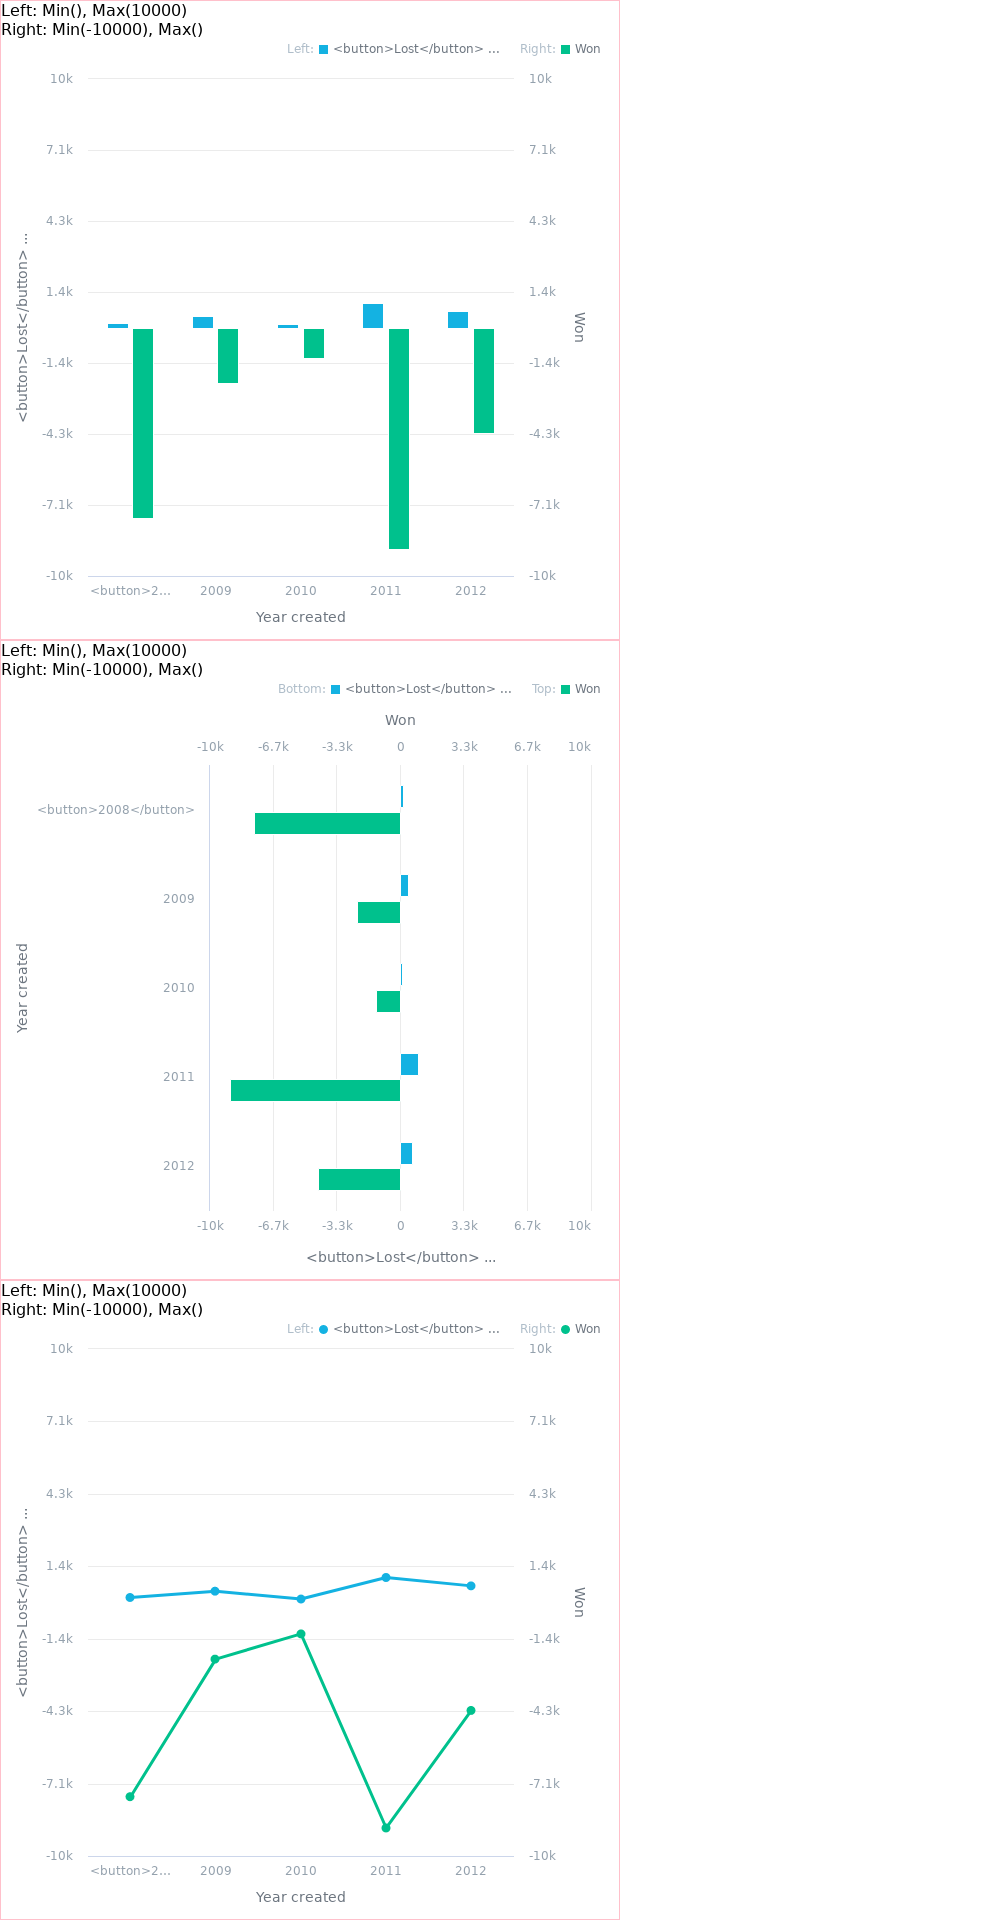 Left: Min(), Max(10000)
Right: Min(-10000), Max()
Left: <button>Lost</button> ... Right: Won
10k 10k
7.1k 7.1k
4.3k 4.3k
1.4k 1.4k
<button>Lost</button> ...
Won
-1.4k -1.4k
-4.3k -4.3k
-7.1k -7.1k
-10k -10k
<button>2... 2009 2010 2011 2012
Year created
Left: Min(), Max(10000)
Right: Min(-10000), Max()
Bottom: <button>Lost</button> ... Top: Won
Won
-10k -6.7k -3.3k 0 3.3k 6.7k 10k
<button>2008</button>
2009
2010
Year created
2011
2012
-10k -6.7k -3.3k 0 3.3k 6.7k 10k
<button>Lost</button> ...
Left: Min(), Max(10000)
Right: Min(-10000), Max()
Left: <button>Lost</button> ... Right: Won
10k 10k
7.1k 7.1k
4.3k 4.3k
1.4k 1.4k
<button>Lost</button> ...
Won
-1.4k -1.4k
-4.3k -4.3k
-7.1k -7.1k
-10k -10k
<button>2... 2009 2010 2011 2012
Year created